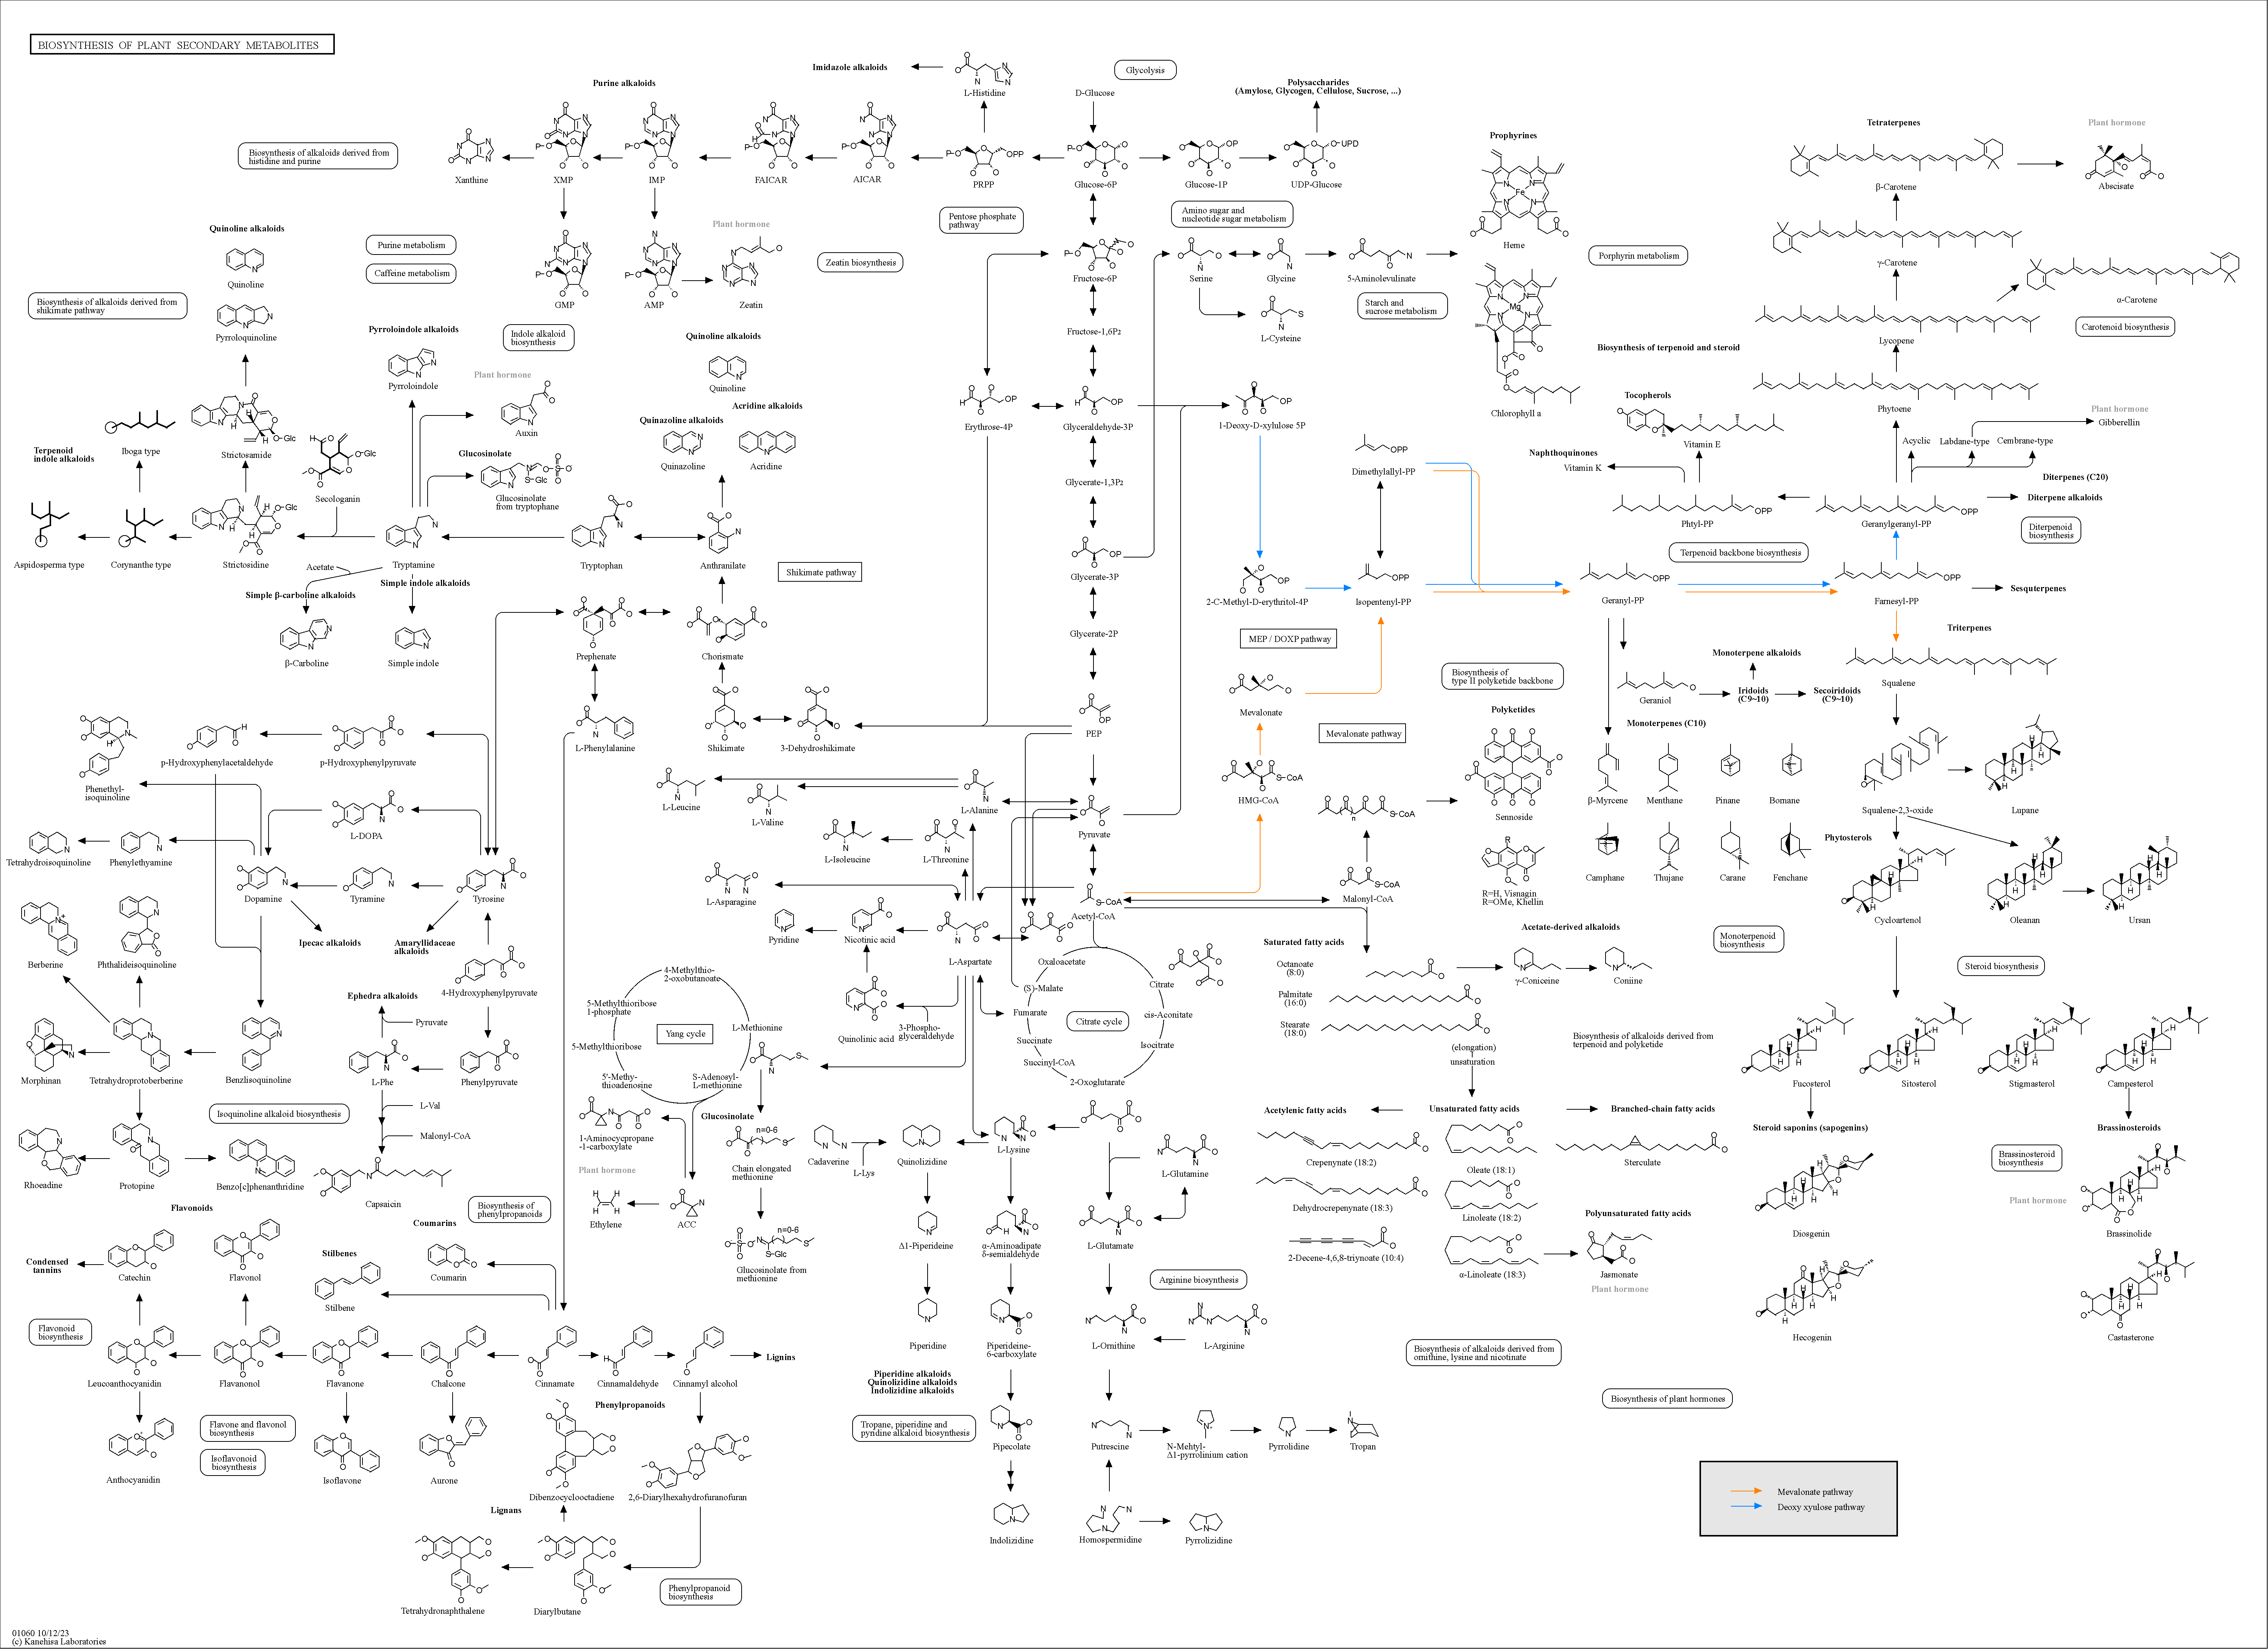 BIOSYNTHESIS OF PLANT SECONDARY METABOLITES
Imidazole alkaloids
L-Histidine
D-Glucose
Glycolysis
Polysaccharides
(Amylose, Glycogen, Cellulose, Sucrose, ...)
Purine alkaloids
Biosynthesis of alkaloids derived from
histidine and purine
Xanthine
XMP
IMP
FAICAR
AICAR
PRPP
Glucose-6P
Glucose-1P
UDP-Glucose
Prophyrines
Heme
Tetraterpenes
β-Carotene
Plant hormone
Abscisate
Pentose phosphate
pathway
Amino sugar and
nucleotide sugar metabolism
Quinoline alkaloids
Quinoline
Purine metabolism
Caffeine metabolism
GMP
AMP
Plant hormone
Zeatin
Zeatin biosynthesis
Fructose-6P
Serine
Glycine
5-Aminolevulinate
Porphyrin metabolism
γ-Carotene
α-Carotene
Biosynthesis of alkaloids derived from
shikimate pathway
Pyrroloquinoline
Pyrroloindole alkaloids
Pyrroloindole
Indole alkaloid
biosynthesis
Quinoline alkaloids
Quinoline
Fructose-1,6P2
L-Cysteine
Starch and
sucrose metabolism
Chlorophyll a
Biosynthesis of terpenoid and steroid
Lycopene
Carotenoid biosynthesis
Plant hormone
Auxin
Acridine alkaloids
Quinazoline alkaloids
Quinazoline
Acridine
Erythrose-4P
Glyceraldehyde-3P
1-Deoxy-D-xylulose 5P
Tocopherols
Vitamin E
Phytoene
Plant hormone
Gibberellin
Acyclic
Labdane-type
Cembrane-type
Terpenoid
indole alkaloids
Iboga type
Strictosamide
Secologanin
Glucosinolate
Glucosinolate
from tryptophane
Glycerate-1,3P2
Dimethylallyl-PP
Naphthoquinones
Vitamin K
Phtyl-PP
Geranylgeranyl-PP
Diterpenes (C20)
Diterpene alkaloids
Diterpenoid
biosynthesis
Aspidosperma type
Corynanthe type
Strictosidine
Acetate
Tryptamine
Tryptophan
Anthranilate
Shikimate pathway
Glycerate-3P
2-C-Methyl-D-erythritol-4P
Isopentenyl-PP
Terpenoid backbone biosynthesis
Geranyl-PP
Farnesyl-PP
Sesquterpenes
Simple β-carboline alkaloids
β-Carboline
Simple indole alkaloids
Simple indole
Prephenate
Chorismate
Glycerate-2P
MEP / DOXP pathway
Triterpenes
Squalene
Biosynthesis of
type II polyketide backbone
Monoterpene alkaloids
Geraniol
Iridoids
(C9~10)
Secoiridoids
(C9~10)
Phenethyl-
isoquinoline
p-Hydroxyphenylacetaldehyde
p-Hydroxyphenylpyruvate
L-Phenylalanine
Shikimate
3-Dehydroshikimate
PEP
Mevalonate
Mevalonate pathway
Polyketides
Sennoside
Monoterpenes (C10)
β-Myrcene
Menthane
Pinane
Bornane
Squalene-2,3-oxide
Lupane
L-DOPA
L-Leucine
L-Valine
L-Alanine
HMG-CoA
Pyruvate
Tetrahydroisoquinoline
Phenylethyamine
L-Isoleucine
L-Threonine
R=H, Visnagin
R=OMe, Khellin
Camphane
Thujane
Carane
Fenchane
Phytosterols
Cycloartenol
Oleanan
Ursan
Dopamine
Tyramine
Tyrosine
L-Asparagine
Acetyl-CoA
Malonyl-CoA
Ipecac alkaloids
Amaryllidaceae
alkaloids
Berberine
Phthalideisoquinoline
4-Hydroxyphenylpyruvate
Pyridine
Nicotinic acid
L-Aspartate
Oxaloacetate
Saturated fatty acids
Octanoate
(8:0)
Palmitate
(16:0)
Stearate
(18:0)
(elongation)
unsaturation
Acetate-derived alkaloids
γ-Coniceine
Coniine
Monoterpenoid
biosynthesis
Steroid biosynthesis
4-Methylthio-
2-oxobutanoate
5-Methylthioribose
1-phosphate
Yang cycle
L-Methionine
5-Methylthioribose
5'-Methy-
thioadenosine
S-Adenosyl-
L-methionine
Quinolinic acid
3-Phospho-
glyceraldehyde
(S)-Malate
Fumarate
Succinate
Succinyl-CoA
2-Oxoglutarate
Citrate cycle
Citrate
cis-Aconitate
Isocitrate
Biosynthesis of alkaloids derived from
terpenoid and polyketide
Ephedra alkaloids
Pyruvate
Morphinan
Tetrahydroprotoberberine
Benzlisoquinoline
L-Phe
Phenylpyruvate
Fucosterol
Sitosterol
Stigmasterol
Campesterol
Isoquinoline alkaloid biosynthesis
L-Val
Malonyl-CoA
Rhoeadine
Protopine
Benzo[c]phenanthridine
Capsaicin
1-Aminocycpropane
-1-carboxylate
Plant hormone
Ethylene
ACC
Glucosinolate
n=0-6
Chain elongated
methionine
n=0-6
Glucosinolate from
methionine
Cadaverine
L-Lys
Quinolizidine
L-Lysine
L-Glutamine
Acetylenic fatty acids
Unsaturated fatty acids
Branched-chain fatty acids
Crepenynate (18:2)
Oleate (18:1)
Sterculate
Dehydrocrepenynate (18:3)
Linoleate (18:2)
2-Decene-4,6,8-triynoate (10:4)
α-Linoleate (18:3)
Polyunsaturated fatty acids
Jasmonate
Plant hormone
Steroid saponins (sapogenins)
Diosgenin
Hecogenin
Brassinosteroids
Brassinosteroid
biosynthesis
Plant hormone
Brassinolide
Castasterone
Flavonoids
Condensed
tannins
Catechin
Flavonol
Stilbenes
Stilbene
Coumarins
Coumarin
Biosynthesis of
phenylpropanoids
Δ1-Piperideine
α-Aminoadipate
δ-semialdehyde
L-Glutamate
Arginine biosynthesis
Flavonoid
biosynthesis
Leucoanthocyanidin
Flavanonol
Flavanone
Chalcone
Cinnamate
Cinnamaldehyde
Cinnamyl alcohol
Lignins
Piperidine
Piperideine-
6-carboxylate
L-Ornithine
L-Arginine
Biosynthesis of alkaloids derived from
ornithine, lysine and nicotinate
Piperidine alkaloids
Quinolizidine alkaloids
Indolizidine alkaloids
Biosynthesis of plant hormones
Phenylpropanoids
Flavone and flavonol
biosynthesis
Isoflavonoid
biosynthesis
Anthocyanidin
Isoflavone
Aurone
Dibenzocyclooctadiene
2,6-Diarylhexahydrofuranofuran
Tropane, piperidine and
pyridine alkaloid biosynthesis
Pipecolate
Putrescine
N-Mehtyl-
Δ1-pyrrolinium cation
Pyrrolidine
Tropan
Lignans
Tetrahydronaphthalene
Diarylbutane
Phenylpropanoid
biosynthesis
Indolizidine
Homospermidine
Pyrrolizidine
Mevalonate pathway
Deoxy xyulose pathway
01060 10/12/23
(c) Kanehisa Laboratories